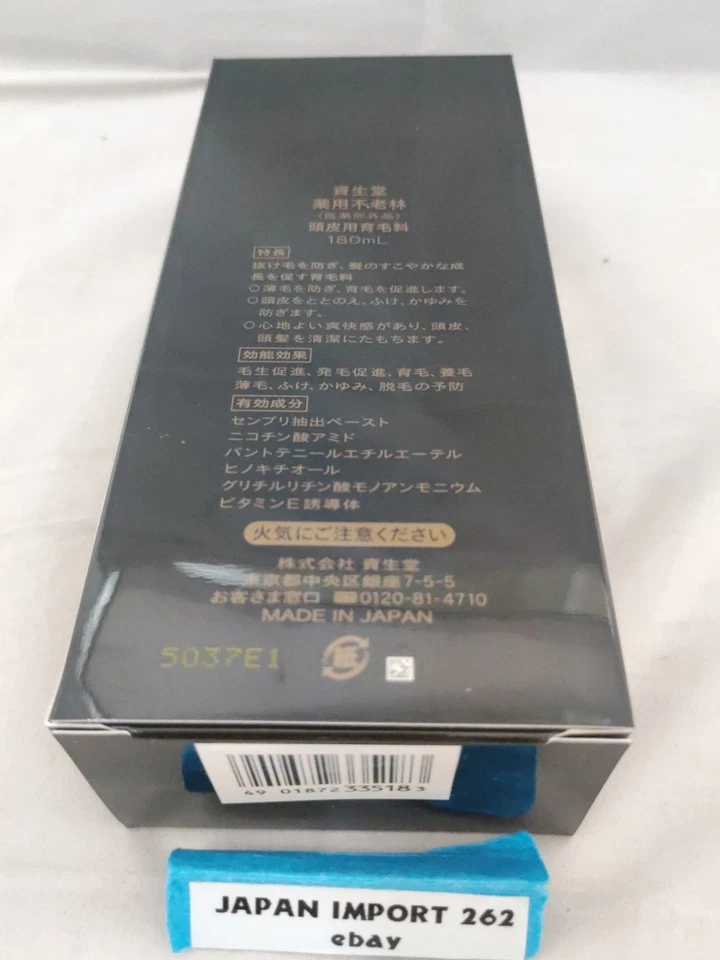 資生堂
薬用不老林
(医薬部外品)
頭皮用育毛料
180mL
特長
抜け毛を防ぎ、髪のすこやかな成
長を促す育毛料
○薄毛を防ぎ、育毛を促進します。
○頭皮をととのえ、ふけ、かゆみを
防ぎます。
○心地よい爽快感があり、頭皮、
頭髪を清潔にたもちます。
効能効果
毛生促進、発毛促進、育毛、養毛
薄毛、ふけ、かゆみ、脱毛の予防
有効成分
センブリ抽出ペースト
ニコチン酸アミド
パントテニールエチルエーテル
ヒノキチオール
グリチルリチン酸モノアンモニウム
ビタミンE誘導体
火気にご注意ください
株式会社 資生堂
東京都中央区銀座7-5-5
お客さま窓口 0120-81-4710
MADE IN JAPAN
5037E1
紙
49 01872 33518 3
JAPAN IMPORT 262
ebay